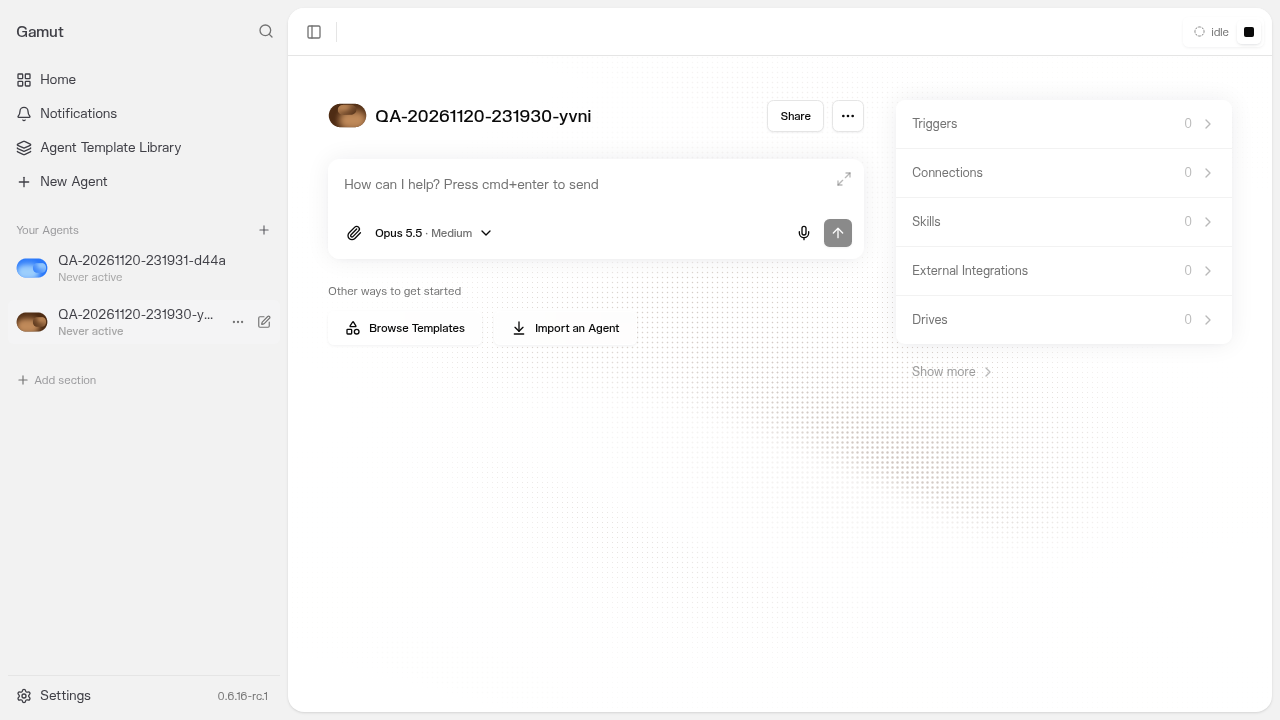 Gamut
Home
Notifications
Agent Template Library
New Agent
Your Agents
QA-20261120-231931-d44a
Never active
QA-20261120-231930-y...
Never active
Add section
Settings
0.6.16-rc.1
idle
QA-20261120-231930-yvni
Share
How can I help? Press cmd+enter to send
Opus 5.5 · Medium
Other ways to get started
Browse Templates
Import an Agent
Triggers 0
Connections 0
Skills 0
External Integrations 0
Drives 0
Show more